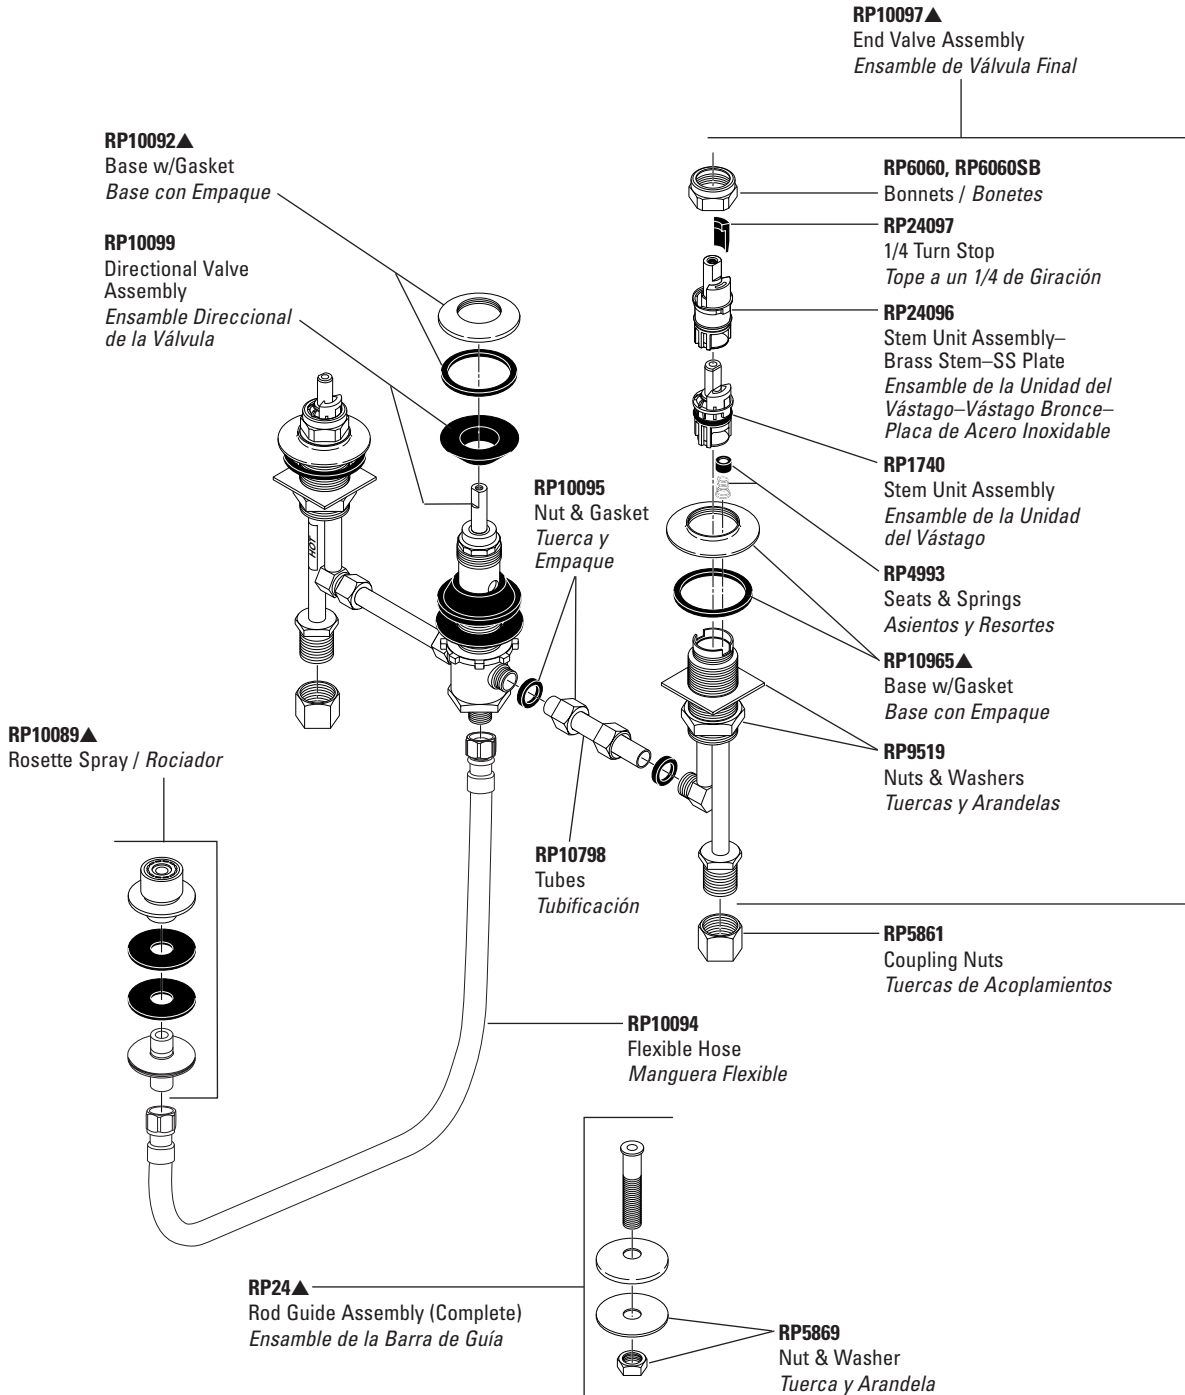 RP10097▲
End Valve Assembly
Ensamble de Válvula Final
RP10092▲
Base w/Gasket
Base con Empaque
RP10099
Directional Valve
Assembly
Ensamble Direccional
de la Válvula
RP6060, RP6060SB
Bonnets / Bonetes
RP24097
1/4 Turn Stop
Tope a un 1/4 de Giración
RP24096
Stem Unit Assembly–
Brass Stem–SS Plate
Ensamble de la Unidad del
Vástago–Vástago Bronce–
Placa de Acero Inoxidable
RP1740
Stem Unit Assembly
Ensamble de la Unidad
del Vástago
RP10095
Nut & Gasket
Tuerca y
Empaque
HOT
RP4993
Seats & Springs
Asientos y Resortes
RP10965▲
Base w/Gasket
Base con Empaque
RP9519
Nuts & Washers
Tuercas y Arandelas
RP10089▲
Rosette Spray / Rociador
RP10798
Tubes
Tubificación
RP5861
Coupling Nuts
Tuercas de Acoplamientos
RP10094
Flexible Hose
Manguera Flexible
RP24▲
Rod Guide Assembly (Complete)
Ensamble de la Barra de Guía
RP5869
Nut & Washer
Tuerca y Arandela